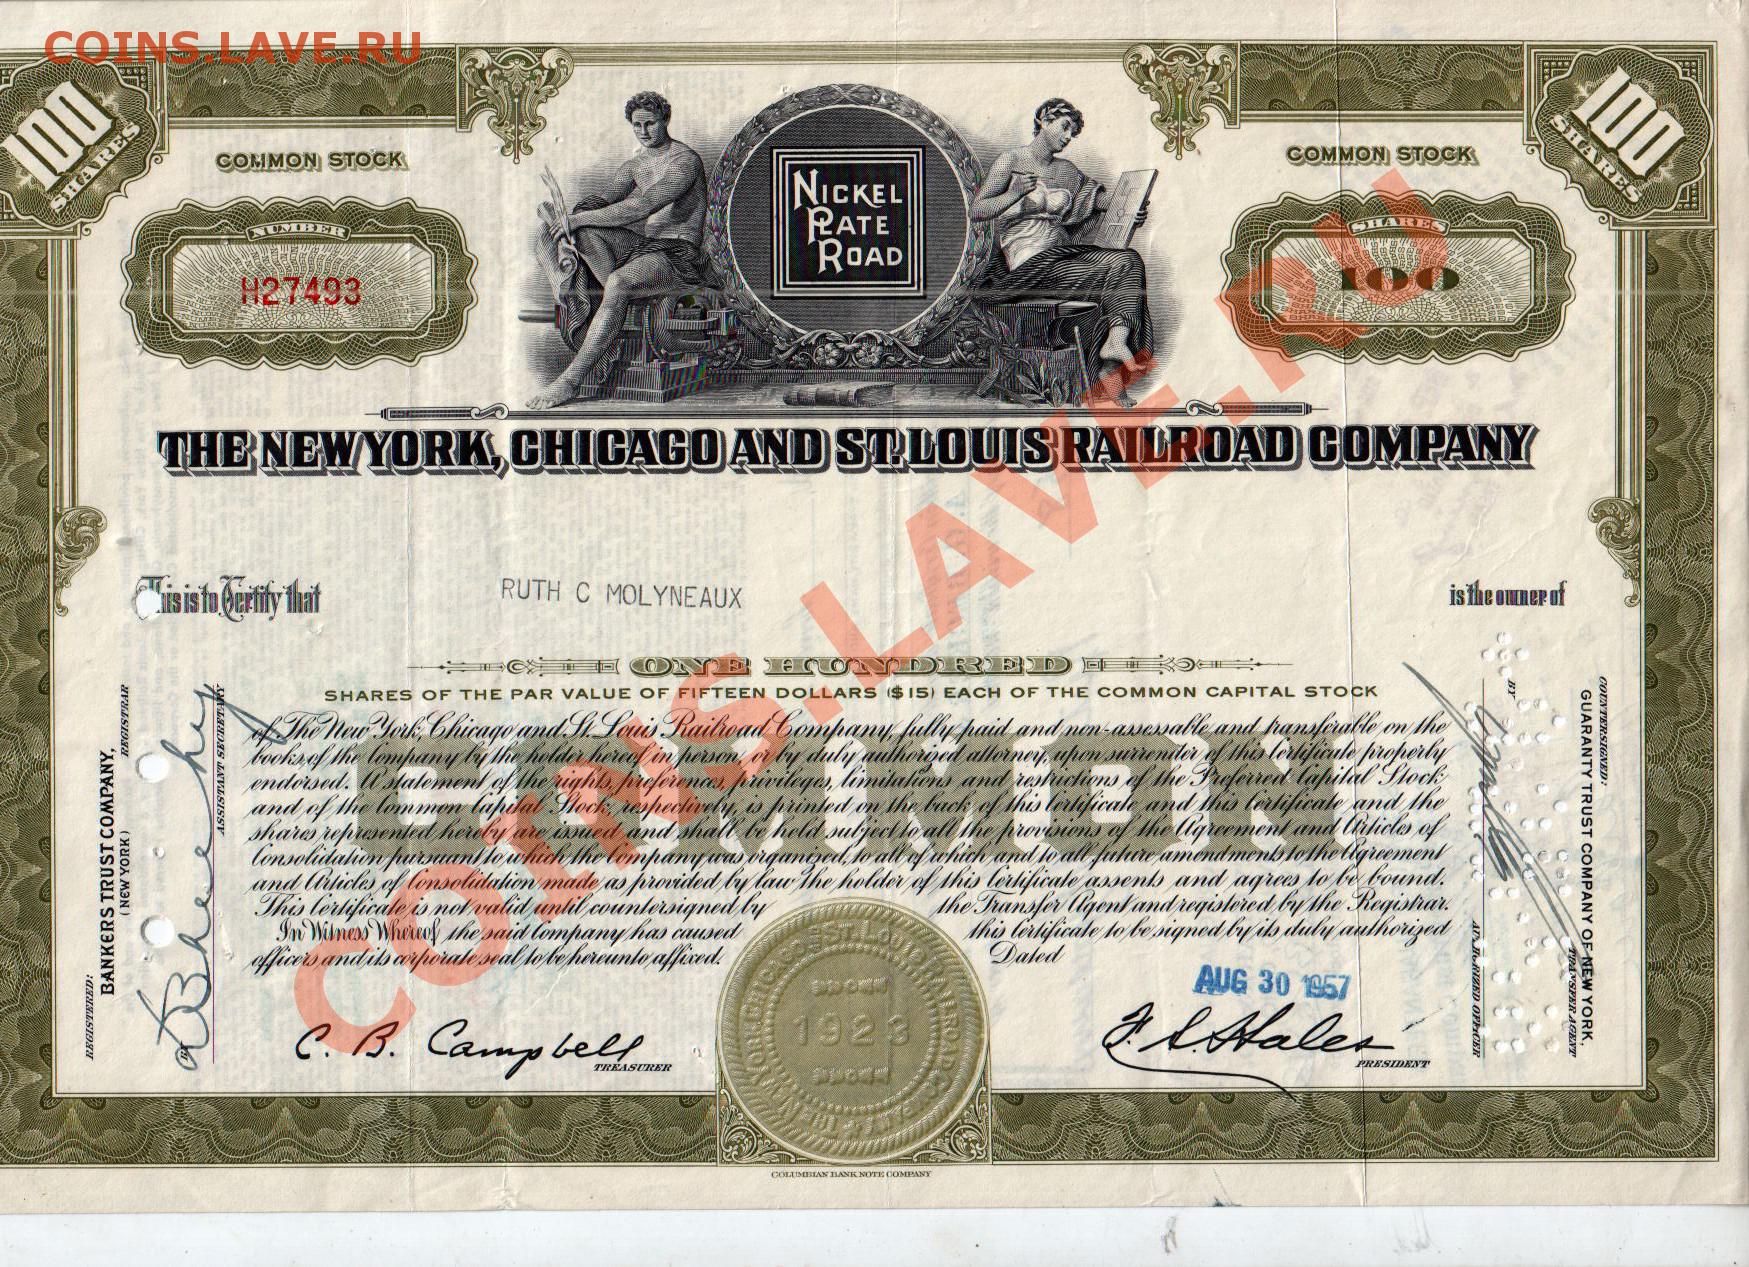 COINS.LAVE.RU
100
SHARES
100
SHARES
COMMON STOCK
COMMON STOCK
NUMBER
H27493
NICKEL
PLATE
ROAD
SHARES
100
THE NEW YORK, CHICAGO AND ST. LOUIS RAILROAD COMPANY
This is to Certify that
RUTH C MOLYNEAUX
is the owner of
ONE HUNDRED
SHARES OF THE PAR VALUE OF FIFTEEN DOLLARS ($15) EACH OF THE COMMON CAPITAL STOCK
of The New York, Chicago and St. Louis Railroad Company, fully paid and non-assessable and transferable on the
books of the company by the holder hereof in person, or by duly authorized attorney, upon surrender of this certificate properly
endorsed. A statement of the rights, preferences, privileges, limitations and restrictions of the Preferred Capital Stock
and of the Common Capital Stock, respectively, is printed on the back of this Certificate and this Certificate and the
shares represented hereby are issued and shall be held subject to all the provisions of the Agreement and Articles of
Consolidation pursuant to which the Company was organized, to all of which and to all future amendments to the Agreement
and Articles of Consolidation made as provided by law the holder of this Certificate assents and agrees to be bound.
This Certificate is not valid until countersigned by the Transfer Agent and registered by the Registrar.
In Witness Whereof the said Company has caused this certificate to be signed by its duly authorized
officers and its corporate seal to be hereunto affixed. Dated
COMMON
AUG 30 1957
C. B. Campbell
TREASURER
F. S. Hales
PRESIDENT
1923
COLUMBIAN BANK NOTE COMPANY
REGISTERED:
BANKERS TRUST COMPANY,
(NEW YORK)
REGISTRAR
ASSISTANT SECRETARY
COUNTERSIGNED:
GUARANTY TRUST COMPANY OF NEW YORK,
TRANSFER AGENT
BY
AUTHORIZED OFFICER
COINS.LAVE.RU